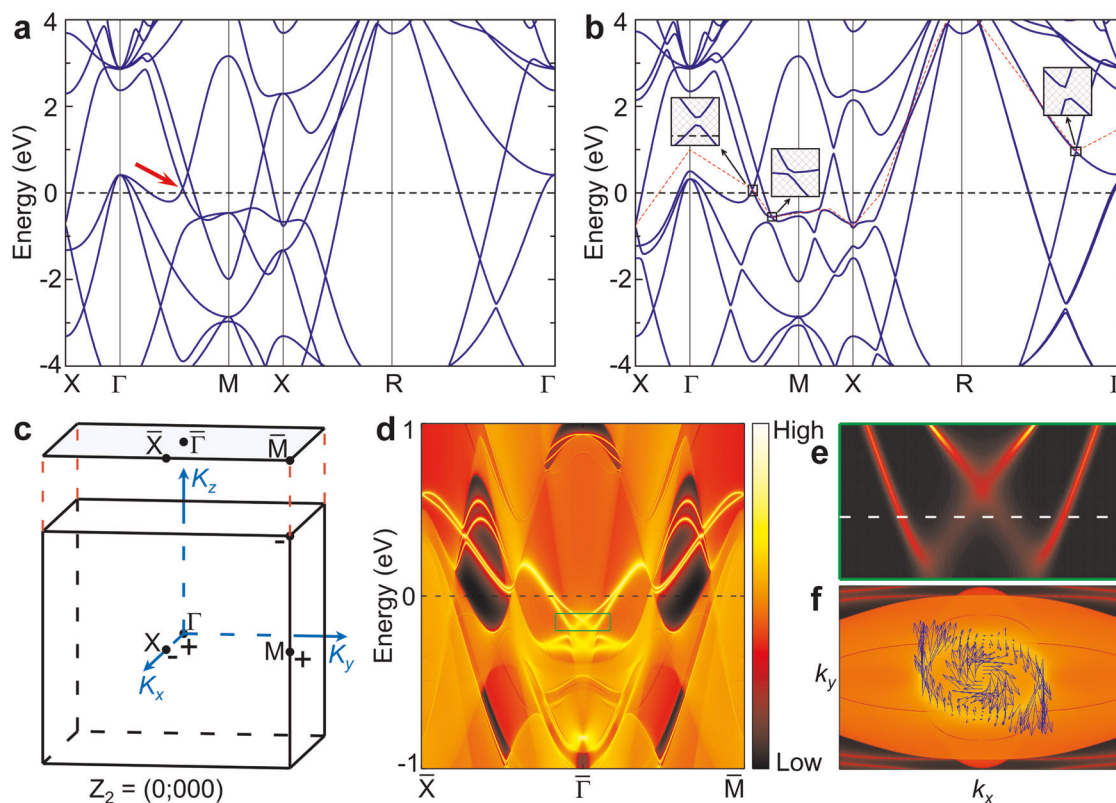 a
4
2
0
-2
-4
Energy (eV)
X Γ M X R Γ
b
4
2
0
-2
-4
Energy (eV)
X Γ M X R Γ
c
X̄ Γ̄ M̄
K_z
-
Γ
X - + M +
K_x
K_y
Z₂ = (0;000)
d
1
0
-1
Energy (eV)
X̄ Γ̄ M̄
High
Low
e
f
k_y
k_x